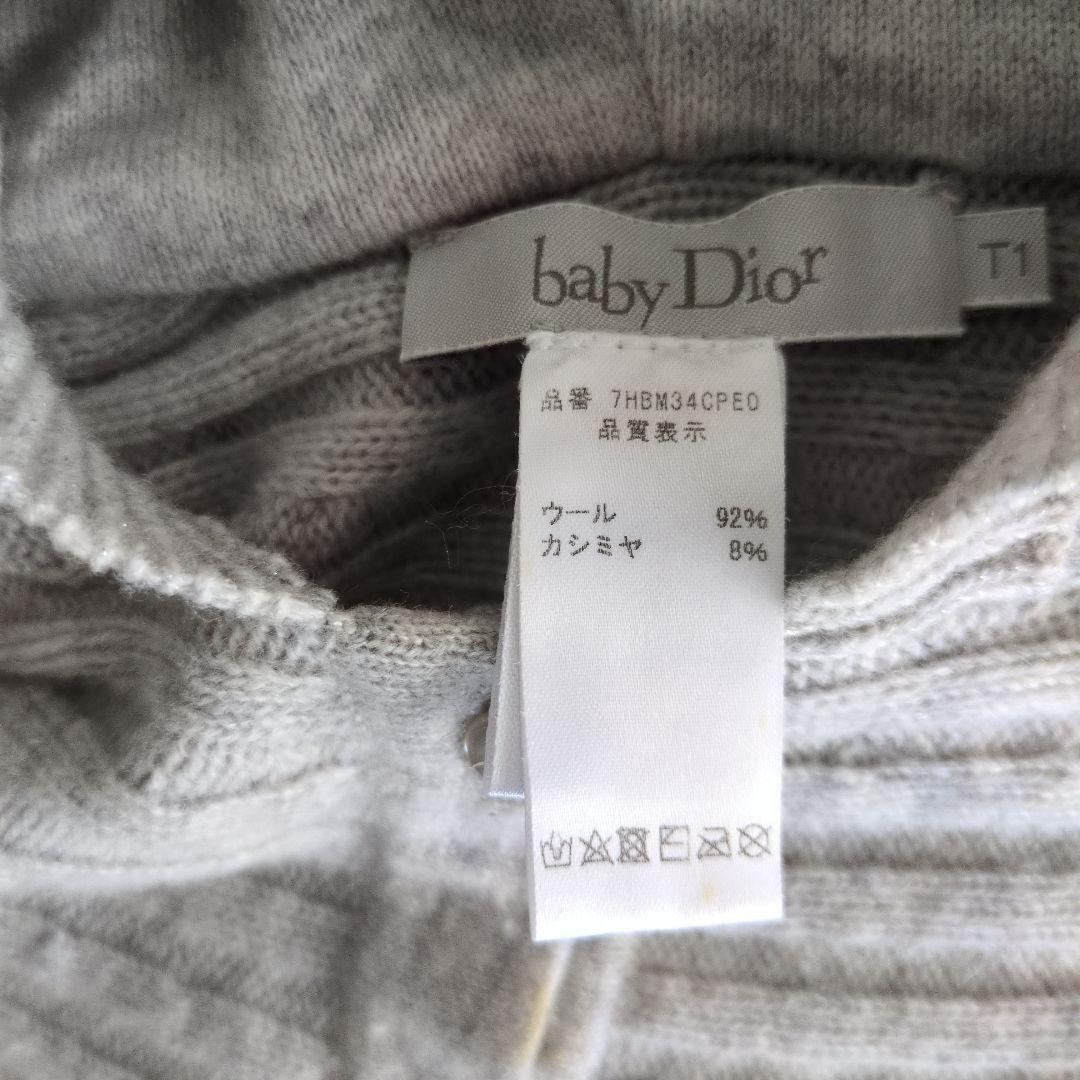 baby Dior
T1
品番 7HBM34CPE0
品質表示
ウール 92%
カシミヤ 8%